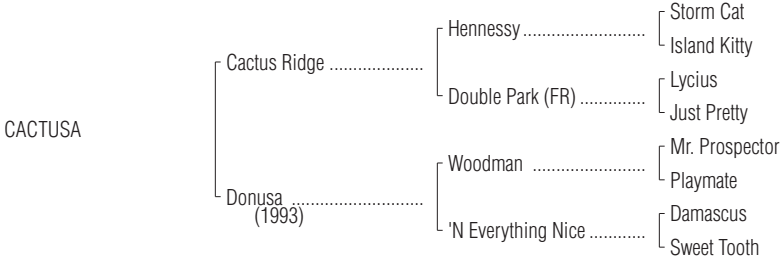 Storm Cat
Hennessy ..........................
Island Kitty
Cactus Ridge ....................
Lycius
Double Park (FR) ..............
Just Pretty
CACTUSA
Mr. Prospector
Woodman ........................
Playmate
Donusa ............................
(1993)
Damascus
'N Everything Nice ............
Sweet Tooth